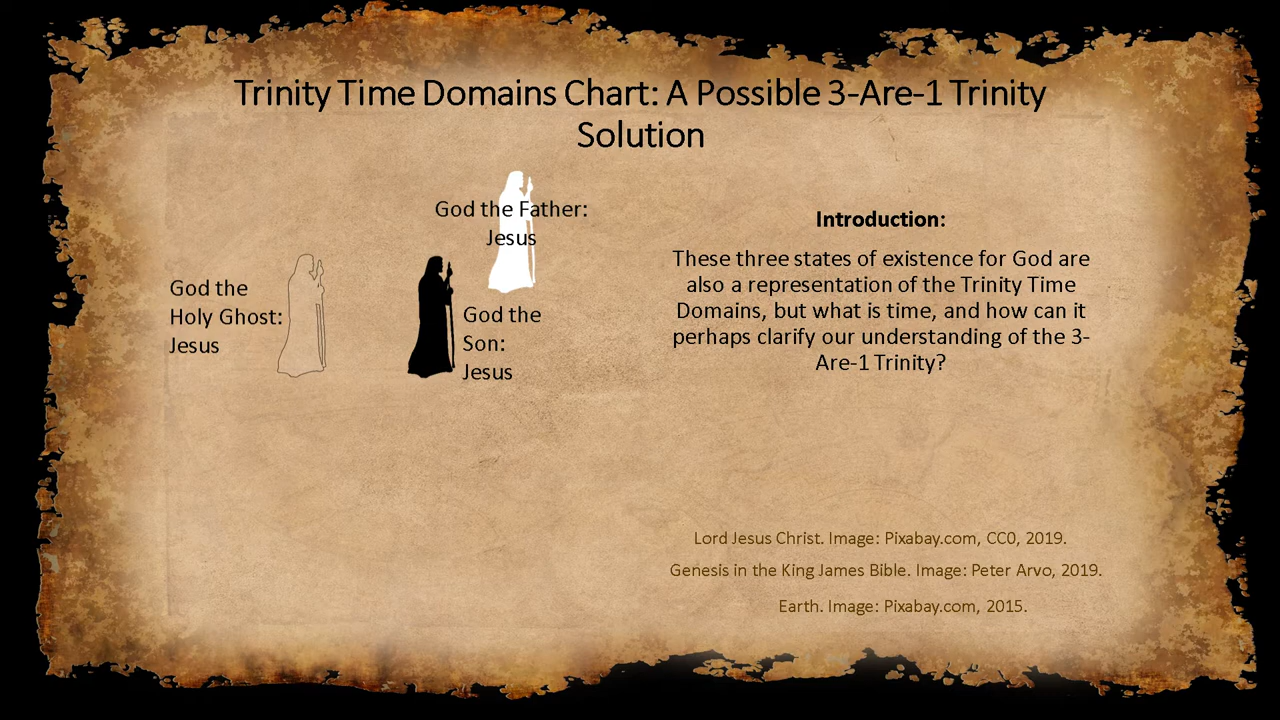 Trinity Time Domains Chart: A Possible 3-Are-1 Trinity
Solution
God the Father:
Jesus
God the
Holy Ghost:
Jesus
God the
Son:
Jesus
Introduction:
These three states of existence for God are
also a representation of the Trinity Time
Domains, but what is time, and how can it
perhaps clarify our understanding of the 3-
Are-1 Trinity?
Lord Jesus Christ. Image: Pixabay.com, CC0, 2019.
Genesis in the King James Bible. Image: Peter Arvo, 2019.
Earth. Image: Pixabay.com, 2015.